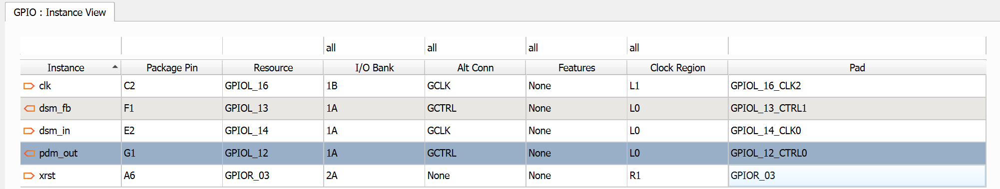 GPIO : Instance View
all all all all
Instance Package Pin Resource I/O Bank Alt Conn Features Clock Region Pad
clk C2 GPIOL_16 1B GCLK None L1 GPIOL_16_CLK2
dsm_fb F1 GPIOL_13 1A GCTRL None L0 GPIOL_13_CTRL1
dsm_in E2 GPIOL_14 1A GCLK None L0 GPIOL_14_CLK0
pdm_out G1 GPIOL_12 1A GCTRL None L0 GPIOL_12_CTRL0
xrst A6 GPIOR_03 2A None None R1 GPIOR_03